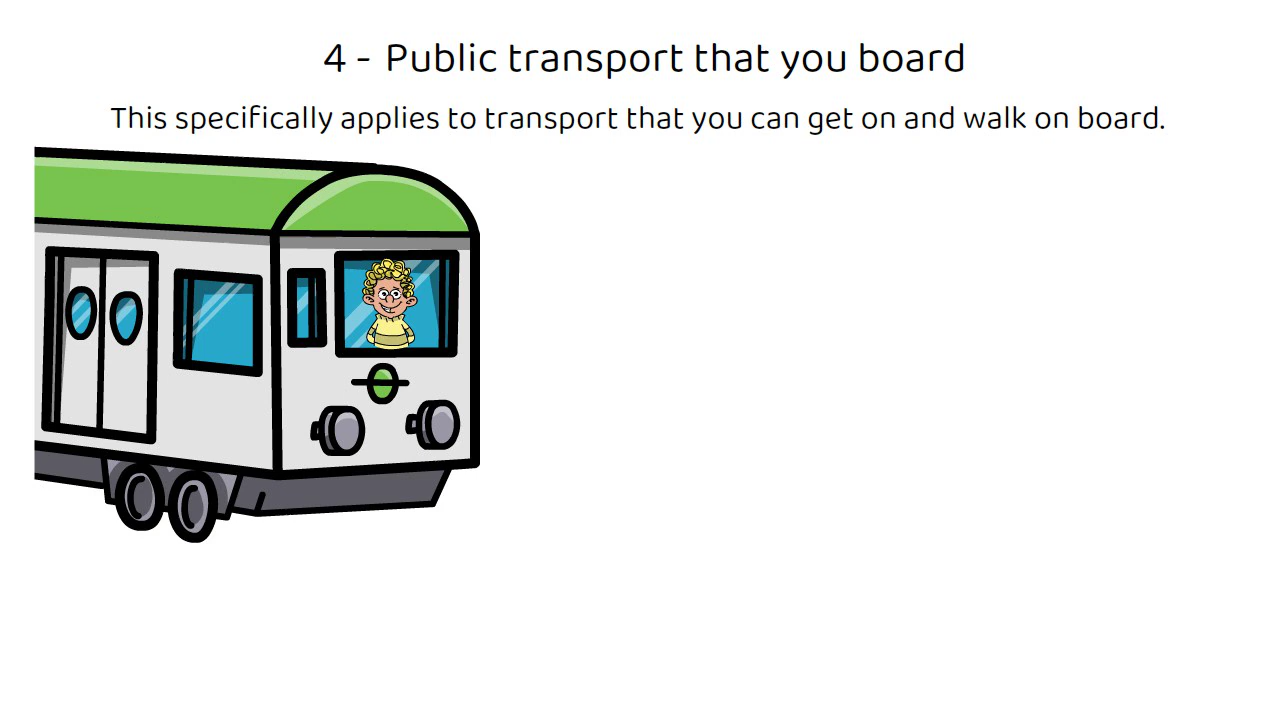 4 - Public transport that you board
This specifically applies to transport that you can get on and walk on board.